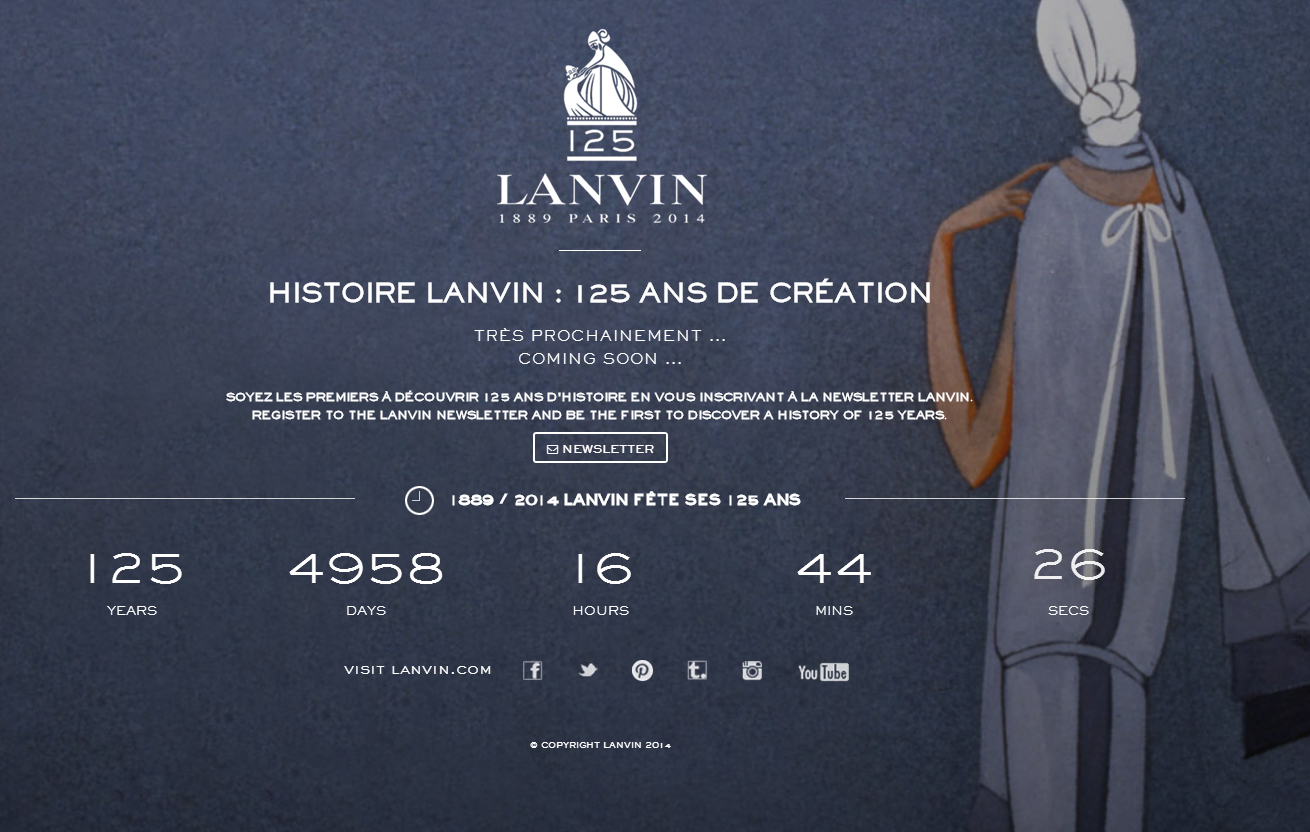 125
LANVIN
1889 PARIS 2014
HISTOIRE LANVIN : 125 ANS DE CRÉATION
TRÈS PROCHAINEMENT ...
COMING SOON ...
SOYEZ LES PREMIERS À DÉCOUVRIR 125 ANS D'HISTOIRE EN VOUS INSCRIVANT À LA NEWSLETTER LANVIN.
REGISTER TO THE LANVIN NEWSLETTER AND BE THE FIRST TO DISCOVER A HISTORY OF 125 YEARS.
NEWSLETTER
1889 / 2014 LANVIN FÊTE SES 125 ANS
125 4958 16 44 26
YEARS DAYS HOURS MINS SECS
VISIT LANVIN.COM f P t. You Tube
© COPYRIGHT LANVIN 2014